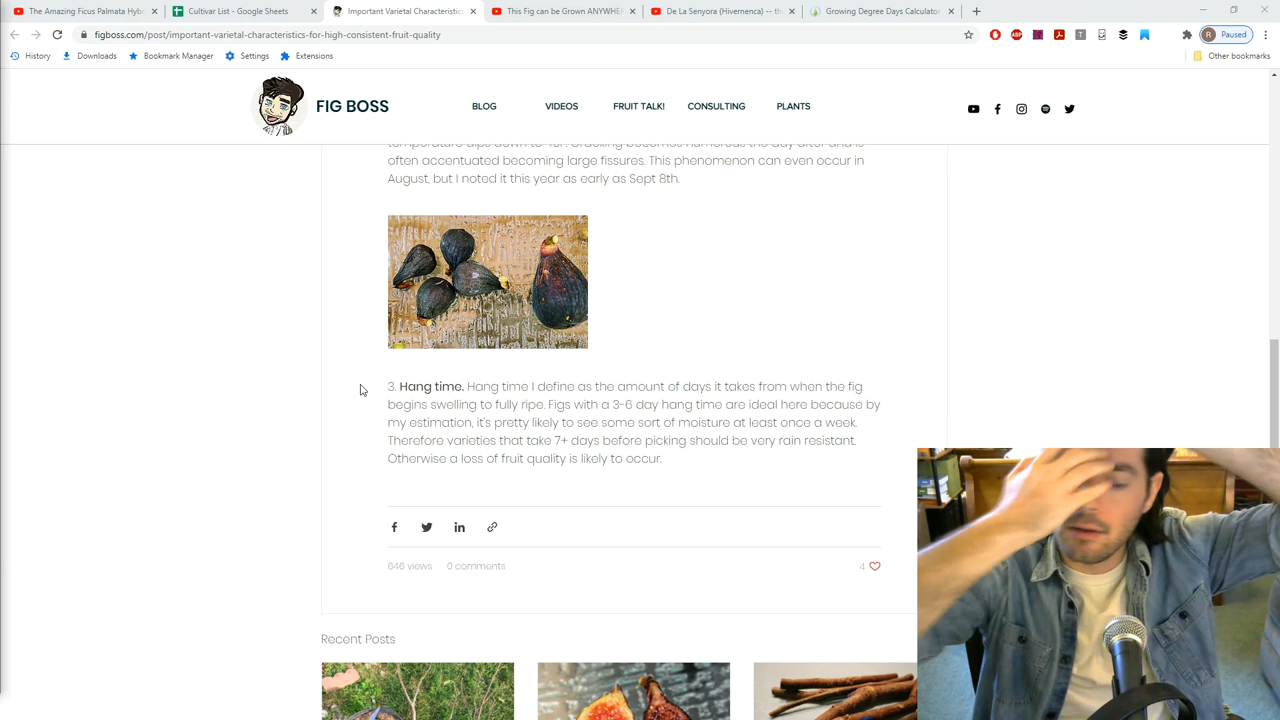 The Amazing Ficus Palmata Hyb
Cultivar List - Google Sheets
Important Varietal Characteristics
This Fig can be Grown ANYWHE
De La Senyora (Hivernenca) -- th
Growing Degree Days Calculator
figboss.com/post/important-varietal-characteristics-for-high-consistent-fruit-quality
Paused
History
Downloads
Bookmark Manager
Settings
Extensions
Other bookmarks
FIG BOSS
BLOG
VIDEOS
FRUIT TALK!
CONSULTING
PLANTS
often accentuated becoming large fissures. This phenomenon can even occur in
August, but I noted it this year as early as Sept 8th.
3. Hang time. Hang time I define as the amount of days it takes from when the fig
begins swelling to fully ripe. Figs with a 3-6 day hang time are ideal here because by
my estimation, it's pretty likely to see some sort of moisture at least once a week.
Therefore varieties that take 7+ days before picking should be very rain resistant.
Otherwise a loss of fruit quality is likely to occur.
646 views
0 comments
4
Recent Posts